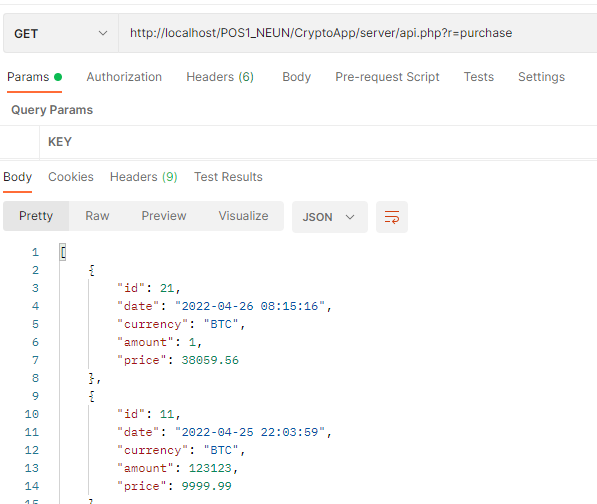 GET http://localhost/POS1_NEUN/CryptoApp/server/api.php?r=purchase
Params Authorization Headers (6) Body Pre-request Script Tests Settings
Query Params
KEY
Body Cookies Headers (9) Test Results
Pretty Raw Preview Visualize JSON
1 [
2 {
3 "id": 21,
4 "date": "2022-04-26 08:15:16",
5 "currency": "BTC",
6 "amount": 1,
7 "price": 38059.56
8 },
9 {
10 "id": 11,
11 "date": "2022-04-25 22:03:59",
12 "currency": "BTC",
13 "amount": 123123,
14 "price": 9999.99
15 }